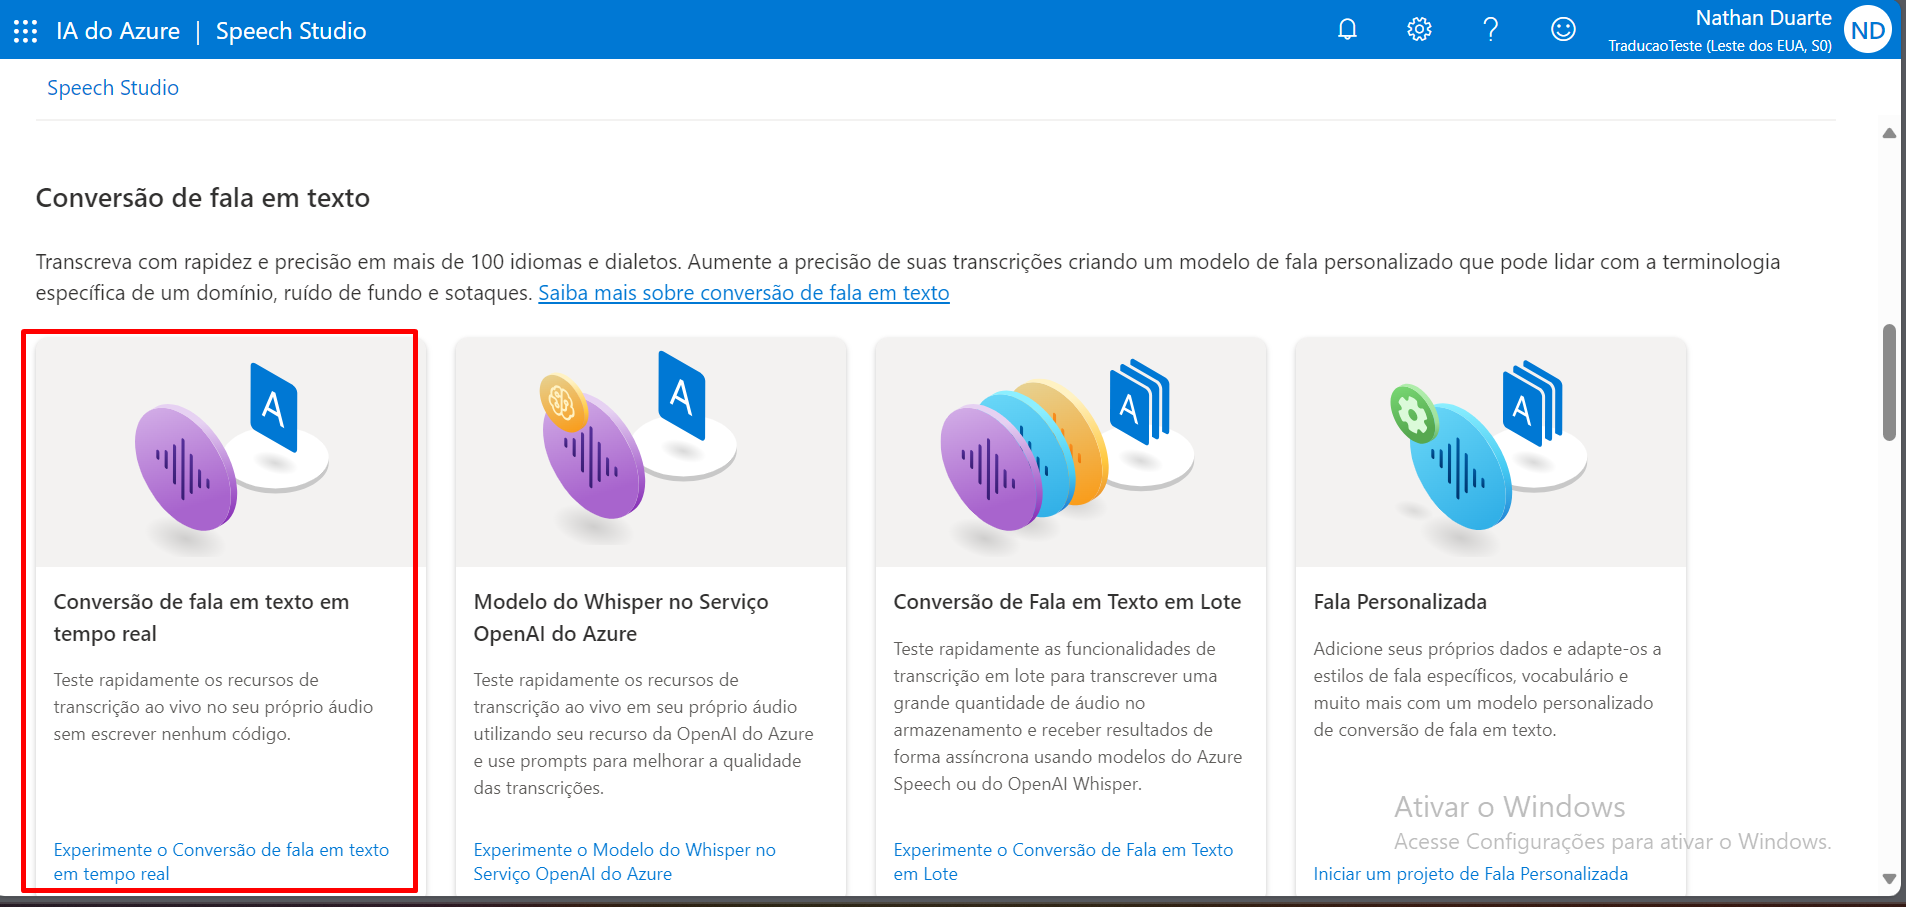 IA do Azure | Speech Studio
Nathan Duarte
TraducaoTeste (Leste dos EUA, S0)
ND
Speech Studio
Conversão de fala em texto
Transcreva com rapidez e precisão em mais de 100 idiomas e dialetos. Aumente a precisão de suas transcrições criando um modelo de fala personalizado que pode lidar com a terminologia
específica de um domínio, ruído de fundo e sotaques. Saiba mais sobre conversão de fala em texto
A
Conversão de fala em texto em
tempo real
Teste rapidamente os recursos de
transcrição ao vivo no seu próprio áudio
sem escrever nenhum código.
Experimente o Conversão de fala em texto
em tempo real
A
Modelo do Whisper no Serviço
OpenAI do Azure
Teste rapidamente os recursos de
transcrição ao vivo em seu próprio áudio
utilizando seu recurso da OpenAI do Azure
e use prompts para melhorar a qualidade
das transcrições.
Experimente o Modelo do Whisper no
Serviço OpenAI do Azure
A
Conversão de Fala em Texto em Lote
Teste rapidamente as funcionalidades de
transcrição em lote para transcrever uma
grande quantidade de áudio no
armazenamento e receber resultados de
forma assíncrona usando modelos do Azure
Speech ou do OpenAI Whisper.
Experimente o Conversão de Fala em Texto
em Lote
A
Fala Personalizada
Adicione seus próprios dados e adapte-os a
estilos de fala específicos, vocabulário e
muito mais com um modelo personalizado
de conversão de fala em texto.
Iniciar um projeto de Fala Personalizada
Ativar o Windows
Acesse Configurações para ativar o Windows.